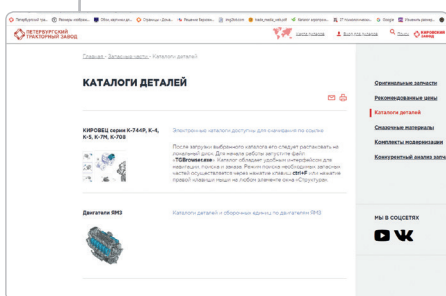 ПЕТЕРБУРГСКИЙ
ТРАКТОРНЫЙ ЗАВОД
КИРОВСКИЙ
ЗАВОД
Главная - Запасные части - Каталоги деталей
КАТАЛОГИ ДЕТАЛЕЙ
КИРОВЕЦ серия К-744Р, К-4,
К-5, К-7М, К-708
Электронные каталоги доступны для скачивания по ссылке
После загрузки выбранного каталога его следует распаковать на
локальный диск. Для начала работы запустите файл
«TGBrowser.exe». Каталог обладает удобным интерфейсом для
навигации, поиска и заказа. Режим поиска необходимых запасных
частей осуществляется через нажатие клавиш ctrl+F или нажатие
правой клавиши мыши на любом элементе окна «Структура».
Двигатели ЯМЗ
Каталоги деталей и сборочных единиц по двигателям ЯМЗ
Оригинальные запчасти
Рекомендованные цены
Каталоги деталей
Смазочные материалы
Комплекты модернизации
Конкурентный анализ запч
МЫ В СОЦСЕТЯХ